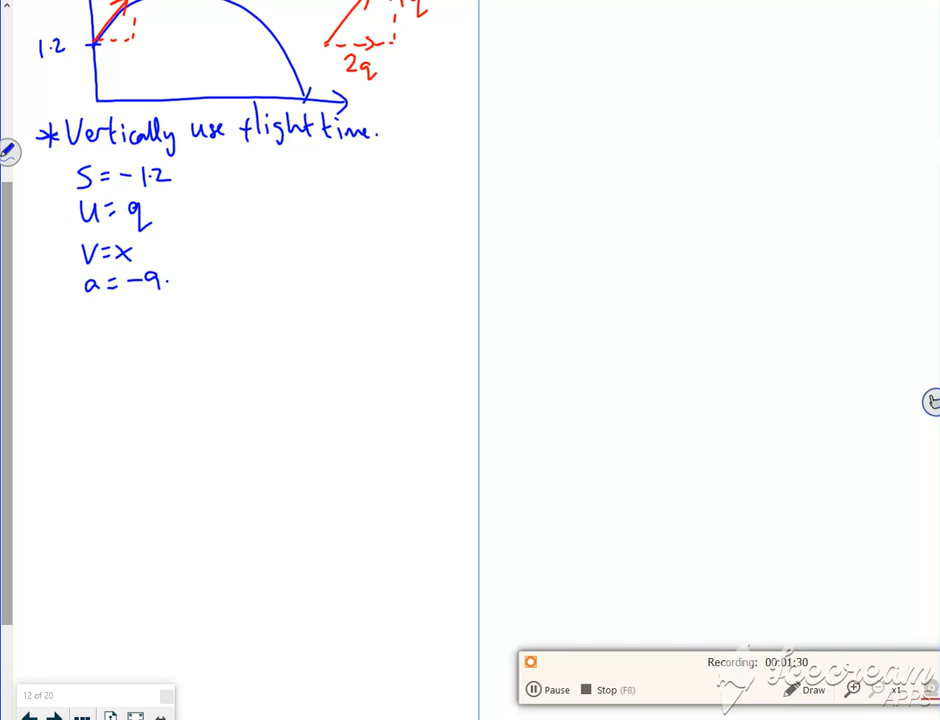 q
1.2
2q
* Vertically use flight time.
S = -1.2
u = q
V = x
a = -9.
12 of 20
Recording: 00:01:30
Pause Stop (F8) Draw x1
Icecream
APPS